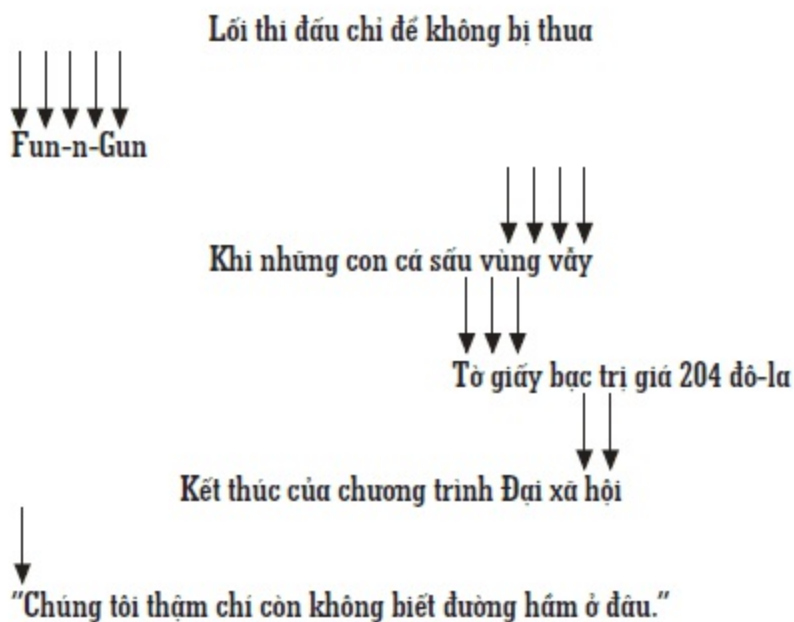 Lối thi đấu chỉ để không bị thua
Fun-n-Gun
Khi những con cá sấu vùng vẫy
Tờ giấy bạc trị giá 204 đô-la
Kết thúc của chương trình Đại xã hội
"Chúng tôi thậm chí còn không biết đường hầm ở đâu."